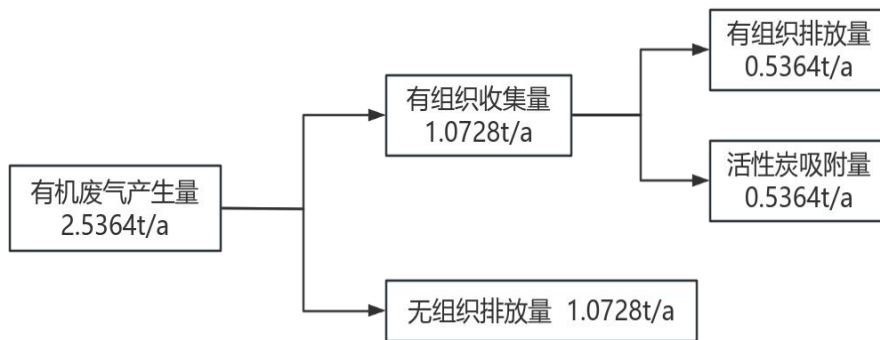 有机废气产生量
2.5364t/a
有组织收集量
1.0728t/a
无组织排放量 1.0728t/a
有组织排放量
0.5364t/a
活性炭吸附量
0.5364t/a